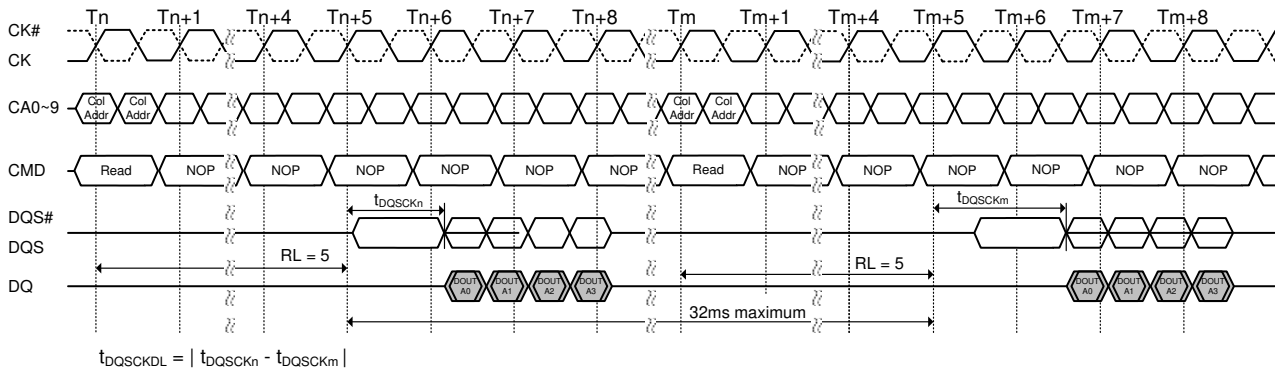 Tn Tn+1 Tn+4 Tn+5 Tn+6 Tn+7 Tn+8 Tm Tm+1 Tm+4 Tm+5 Tm+6 Tm+7 Tm+8
CK#
CK
CA0~9 Col Addr Col Addr Col Addr Col Addr
CMD Read NOP NOP NOP NOP NOP NOP Read NOP NOP NOP NOP NOP NOP
tDQSCKn tDQSCKm
DQS#
DQS
RL = 5 RL = 5
DQ DOUT A0 DOUT A1 DOUT A2 DOUT A3 DOUT A0 DOUT A1 DOUT A2 DOUT A3
32ms maximum
tDQSCKDL = | tDQSCKn - tDQSCKm |